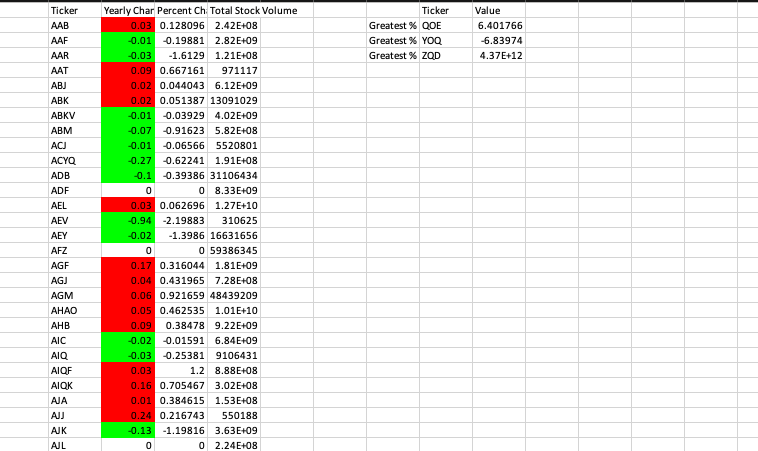 Ticker Yearly Char Percent Ch Total Stock Volume Ticker Value
AAB 0.03 0.128096 2.42E+08 Greatest % QOE 6.401766
AAF -0.01 -0.19881 2.82E+09 Greatest % YOQ -6.83974
AAR -0.03 -1.6129 1.21E+08 Greatest % ZQD 4.37E+12
AAT 0.09 0.667161 971117
ABJ 0.02 0.044043 6.12E+09
ABK 0.02 0.051387 13091029
ABKV -0.01 -0.03929 4.02E+09
ABM -0.07 -0.91623 5.82E+08
ACJ -0.01 -0.06566 5520801
ACYQ -0.27 -0.62241 1.91E+08
ADB -0.1 -0.39386 31106434
ADF 0 0 8.33E+09
AEL 0.03 0.062696 1.27E+10
AEV -0.94 -2.19883 310625
AEY -0.02 -1.3986 16631656
AFZ 0 0 59386345
AGF 0.17 0.316044 1.81E+09
AGJ 0.04 0.431965 7.28E+08
AGM 0.06 0.921659 48439209
AHAO 0.05 0.462535 1.01E+10
AHB 0.09 0.38478 9.22E+09
AIC -0.02 -0.01591 6.84E+09
AIQ -0.03 -0.25381 9106431
AIQF 0.03 1.2 8.88E+08
AIQK 0.16 0.705467 3.02E+08
AJA 0.01 0.384615 1.53E+08
AJJ 0.24 0.216743 550188
AJK -0.13 -1.19816 3.63E+09
AJL 0 0 2.24E+08